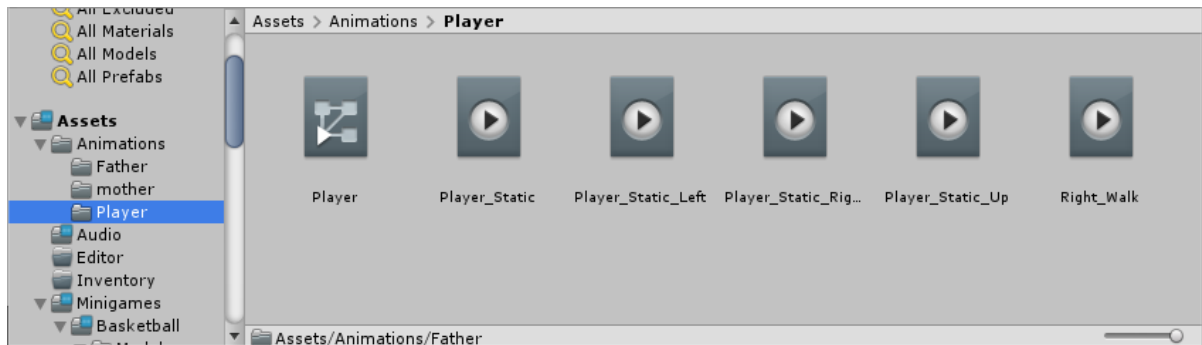 All Excluded
All Materials
All Models
All Prefabs
Assets
Animations
Father
mother
Player
Audio
Editor
Inventory
Minigames
Basketball
Assets > Animations > Player
Player
Player_Static
Player_Static_Left
Player_Static_Rig...
Player_Static_Up
Right_Walk
Assets/Animations/Father